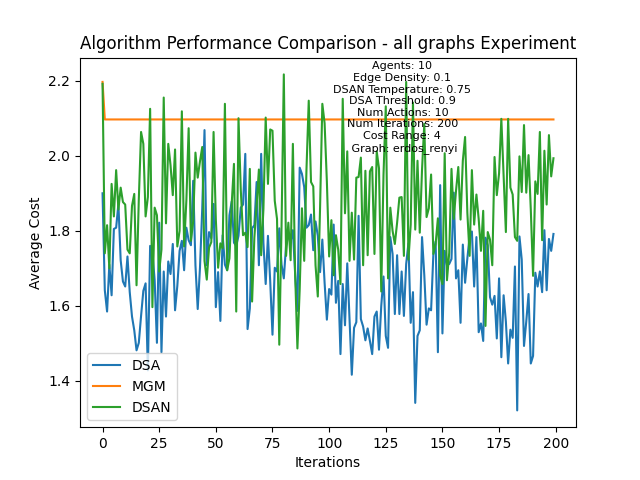 Algorithm Performance Comparison - all graphs Experiment
Agents: 10
Edge Density: 0.1
DSAN Temperature: 0.75
DSA Threshold: 0.9
Num Actions: 10
Num Iterations: 200
Cost Range: 4
Graph: erdos_renyi
Average Cost
2.2
2.0
1.8
1.6
1.4
DSA
MGM
DSAN
0 25 50 75 100 125 150 175 200
Iterations